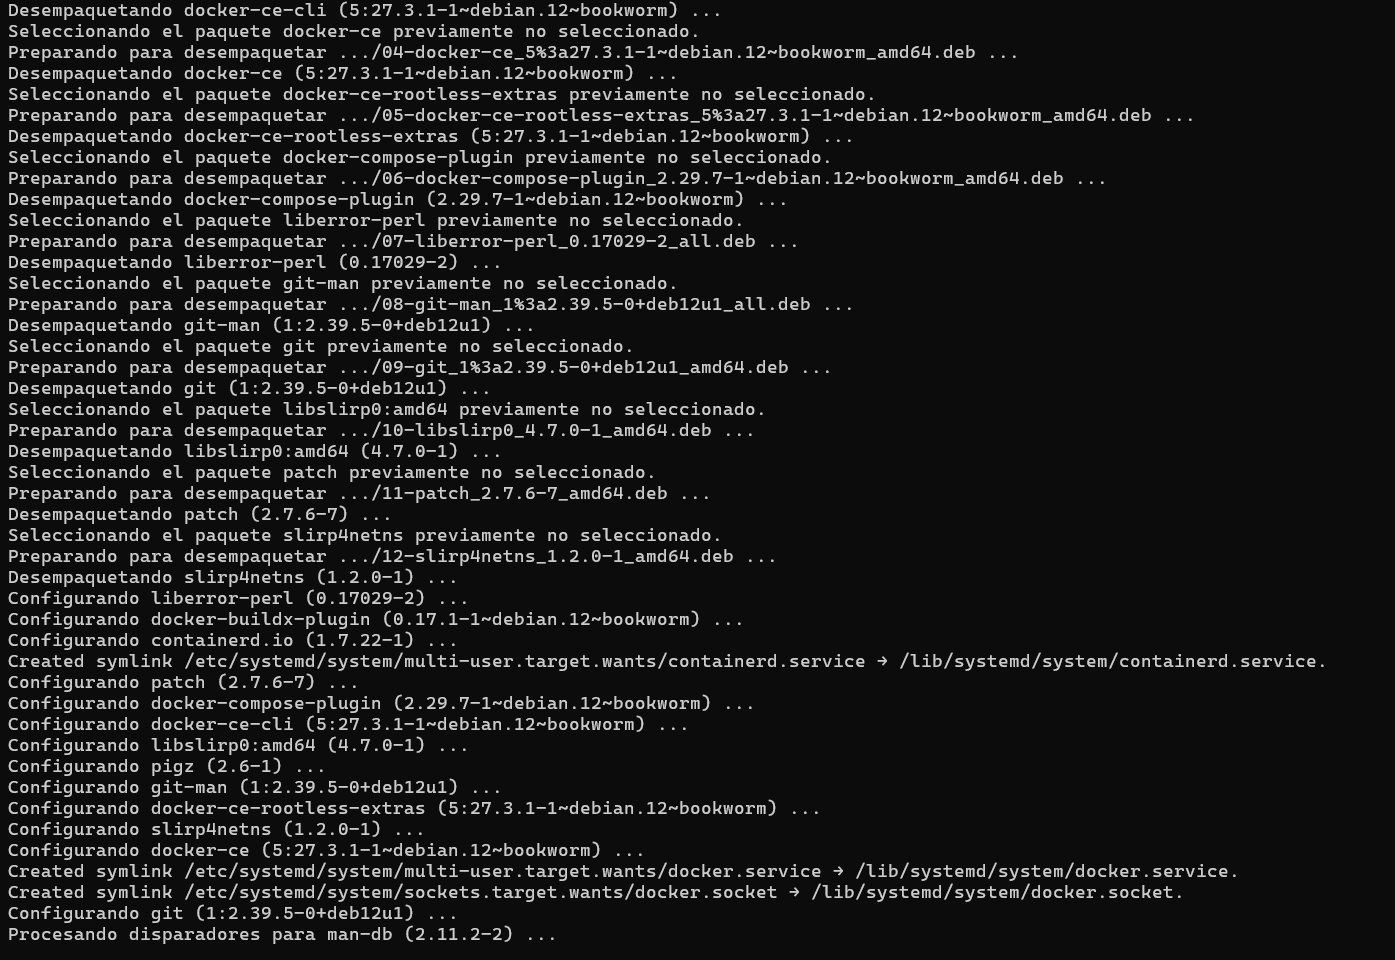 Desempaquetando docker-ce-cli (5:27.3.1-1~debian.12~bookworm) ...
Seleccionando el paquete docker-ce previamente no seleccionado.
Preparando para desempaquetar .../04-docker-ce_5%3a27.3.1-1~debian.12~bookworm_amd64.deb ...
Desempaquetando docker-ce (5:27.3.1-1~debian.12~bookworm) ...
Seleccionando el paquete docker-ce-rootless-extras previamente no seleccionado.
Preparando para desempaquetar .../05-docker-ce-rootless-extras_5%3a27.3.1-1~debian.12~bookworm_amd64.deb ...
Desempaquetando docker-ce-rootless-extras (5:27.3.1-1~debian.12~bookworm) ...
Seleccionando el paquete docker-compose-plugin previamente no seleccionado.
Preparando para desempaquetar .../06-docker-compose-plugin_2.29.7-1~debian.12~bookworm_amd64.deb ...
Desempaquetando docker-compose-plugin (2.29.7-1~debian.12~bookworm) ...
Seleccionando el paquete liberror-perl previamente no seleccionado.
Preparando para desempaquetar .../07-liberror-perl_0.17029-2_all.deb ...
Desempaquetando liberror-perl (0.17029-2) ...
Seleccionando el paquete git-man previamente no seleccionado.
Preparando para desempaquetar .../08-git-man_1%3a2.39.5-0+deb12u1_all.deb ...
Desempaquetando git-man (1:2.39.5-0+deb12u1) ...
Seleccionando el paquete git previamente no seleccionado.
Preparando para desempaquetar .../09-git_1%3a2.39.5-0+deb12u1_amd64.deb ...
Desempaquetando git (1:2.39.5-0+deb12u1) ...
Seleccionando el paquete libslirp0:amd64 previamente no seleccionado.
Preparando para desempaquetar .../10-libslirp0_4.7.0-1_amd64.deb ...
Desempaquetando libslirp0:amd64 (4.7.0-1) ...
Seleccionando el paquete patch previamente no seleccionado.
Preparando para desempaquetar .../11-patch_2.7.6-7_amd64.deb ...
Desempaquetando patch (2.7.6-7) ...
Seleccionando el paquete slirp4netns previamente no seleccionado.
Preparando para desempaquetar .../12-slirp4netns_1.2.0-1_amd64.deb ...
Desempaquetando slirp4netns (1.2.0-1) ...
Configurando liberror-perl (0.17029-2) ...
Configurando docker-buildx-plugin (0.17.1-1~debian.12~bookworm) ...
Configurando containerd.io (1.7.22-1) ...
Created symlink /etc/systemd/system/multi-user.target.wants/containerd.service → /lib/systemd/system/containerd.service.
Configurando patch (2.7.6-7) ...
Configurando docker-compose-plugin (2.29.7-1~debian.12~bookworm) ...
Configurando docker-ce-cli (5:27.3.1-1~debian.12~bookworm) ...
Configurando libslirp0:amd64 (4.7.0-1) ...
Configurando pigz (2.6-1) ...
Configurando git-man (1:2.39.5-0+deb12u1) ...
Configurando docker-ce-rootless-extras (5:27.3.1-1~debian.12~bookworm) ...
Configurando slirp4netns (1.2.0-1) ...
Configurando docker-ce (5:27.3.1-1~debian.12~bookworm) ...
Created symlink /etc/systemd/system/multi-user.target.wants/docker.service → /lib/systemd/system/docker.service.
Created symlink /etc/systemd/system/sockets.target.wants/docker.socket → /lib/systemd/system/docker.socket.
Configurando git (1:2.39.5-0+deb12u1) ...
Procesando disparadores para man-db (2.11.2-2) ...